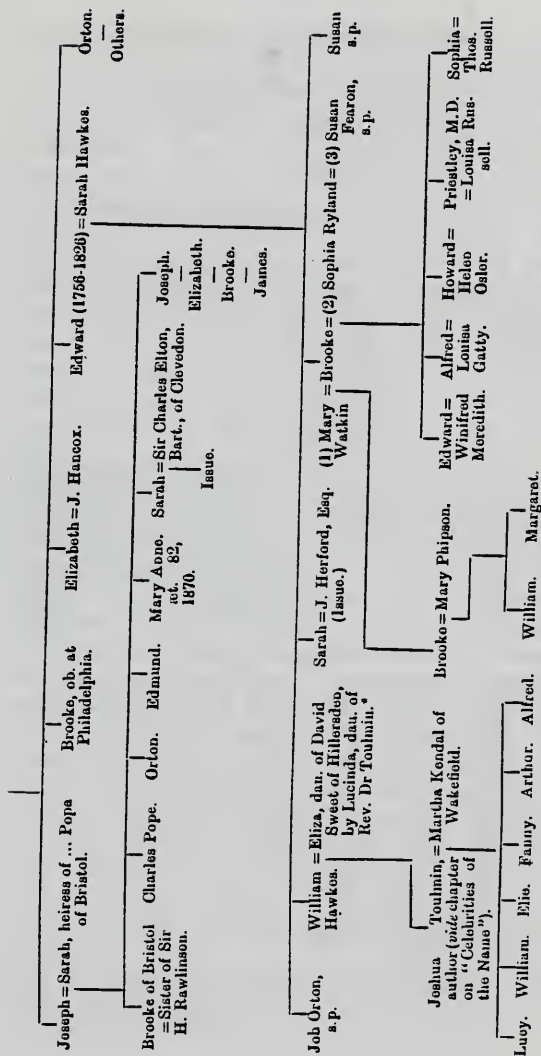 Joseph = Sarah, heiress of ... Pope
of Bristol.
Brooke, ob. at
Philadelphia.
Elizabeth = J. Hancox.
Edward (1756-1826) = Sarah Hawkes.
Orton.
—
Others.
Brooke of Bristol
= Sister of Sir
H. Rawlinson.
Charles Pope.
Orton.
Edmund.
Mary Anne.
æt. 82,
1870.
Sarah = Sir Charles Elton,
Bart., of Clevedon.
Issue.
Joseph.
—
Elizabeth.
—
Brooke.
—
James.
Job Orton,
s.p.
William
Hawkes.
= Eliza, dau. of David
Sweet of Hillersden,
by Lucinda, dau. of
Rev. Dr Toulmin.*
Sarah = J. Herford, Esq.
(Issue.)
(1) Mary
Watkin
= Brooke = (2) Sophia Ryland = (3) Susan
Fearon,
s.p.
Susan
s.p.
Joshua Toulmin,
author (vide chapter
on "Celebrities of
the Name").
= Martha Kendal of
Wakefield.
Brooke = Mary Phipson.
Edward =
Winifred
Meredith.
Alfred =
Louisa
Gatty.
Howard =
Helen
Osler.
Priestley, M.D.
= Louisa Rus-
sell.
Sophia =
Thos.
Russell.
Lucy.
William.
Elie.
Fanny.
Arthur.
Alfred.
William.
Margaret.